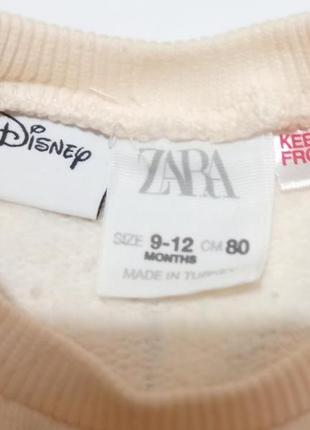 Disney
ZARA
SIZE 9-12 CM 80
MONTHS
MADE IN TURKEY
KEE
FRO